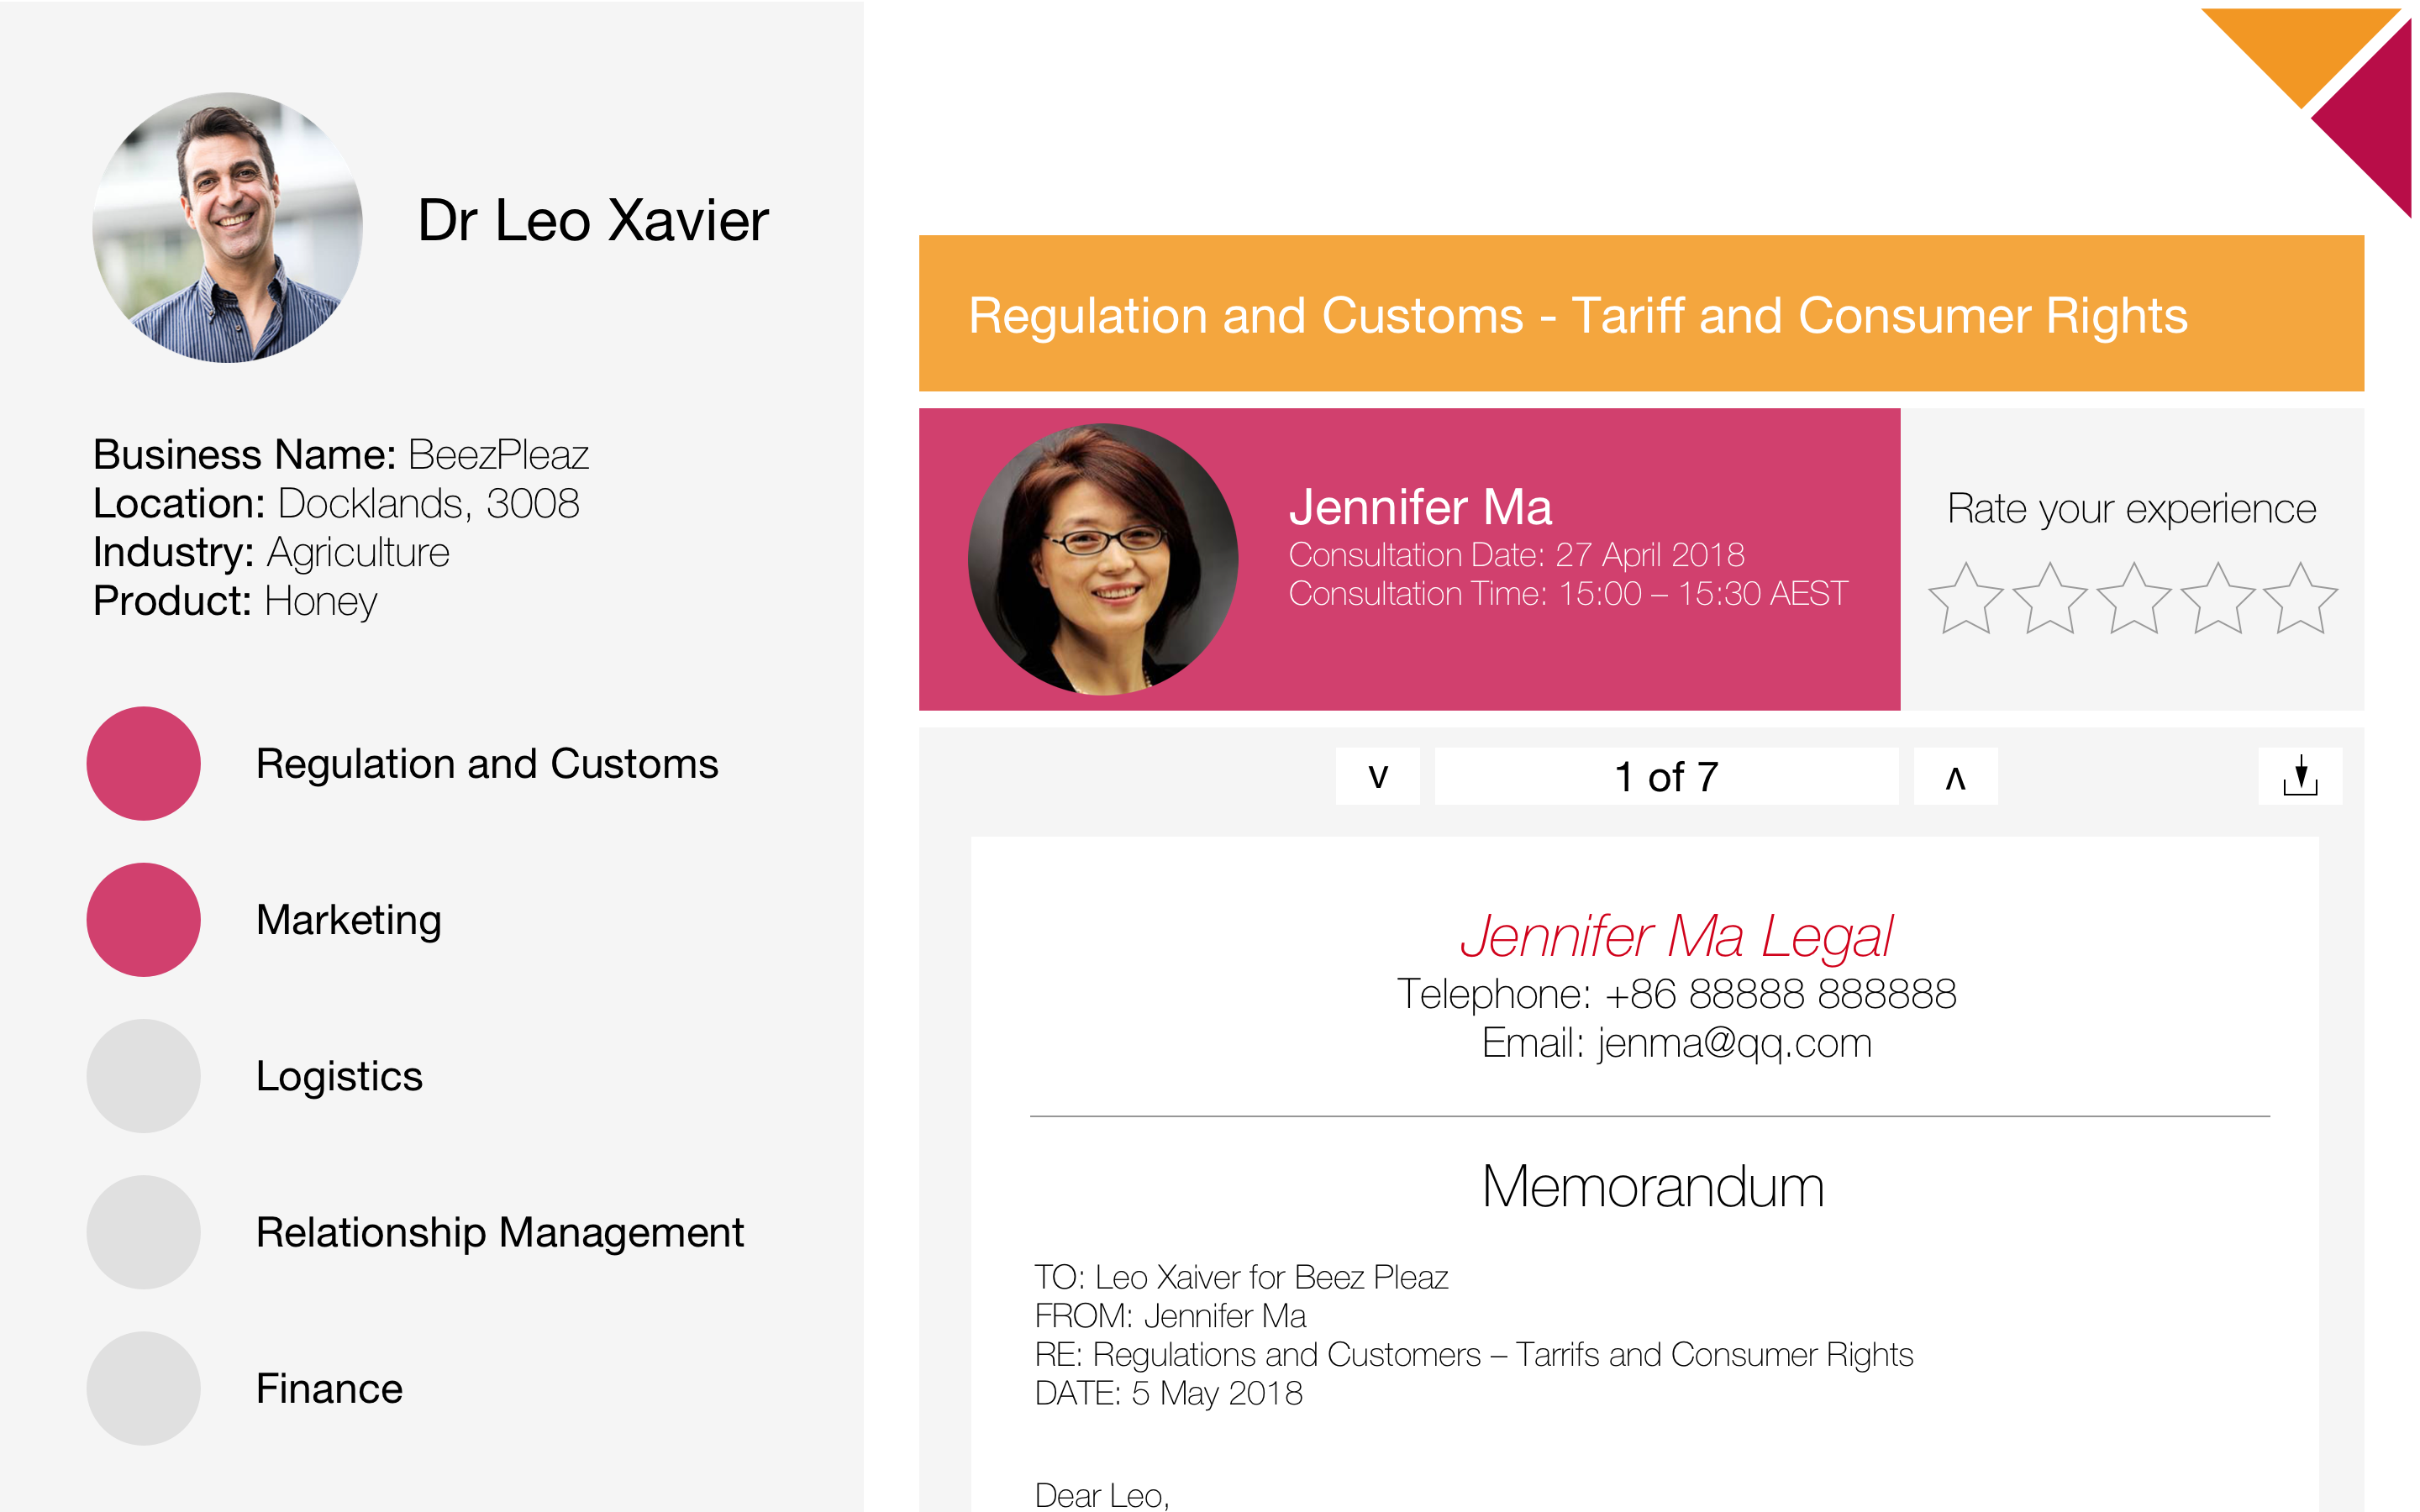 Dr Leo Xavier
Business Name: BeezPleaz
Location: Docklands, 3008
Industry: Agriculture
Product: Honey
Regulation and Customs
Marketing
Logistics
Relationship Management
Finance
Regulation and Customs - Tariff and Consumer Rights
Jennifer Ma
Consultation Date: 27 April 2018
Consultation Time: 15:00 – 15:30 AEST
Rate your experience
1 of 7
Jennifer Ma Legal
Telephone: +86 88888 888888
Email: jenma@qq.com
Memorandum
TO: Leo Xaiver for Beez Pleaz
FROM: Jennifer Ma
RE: Regulations and Customers – Tarrifs and Consumer Rights
DATE: 5 May 2018
Dear Leo,